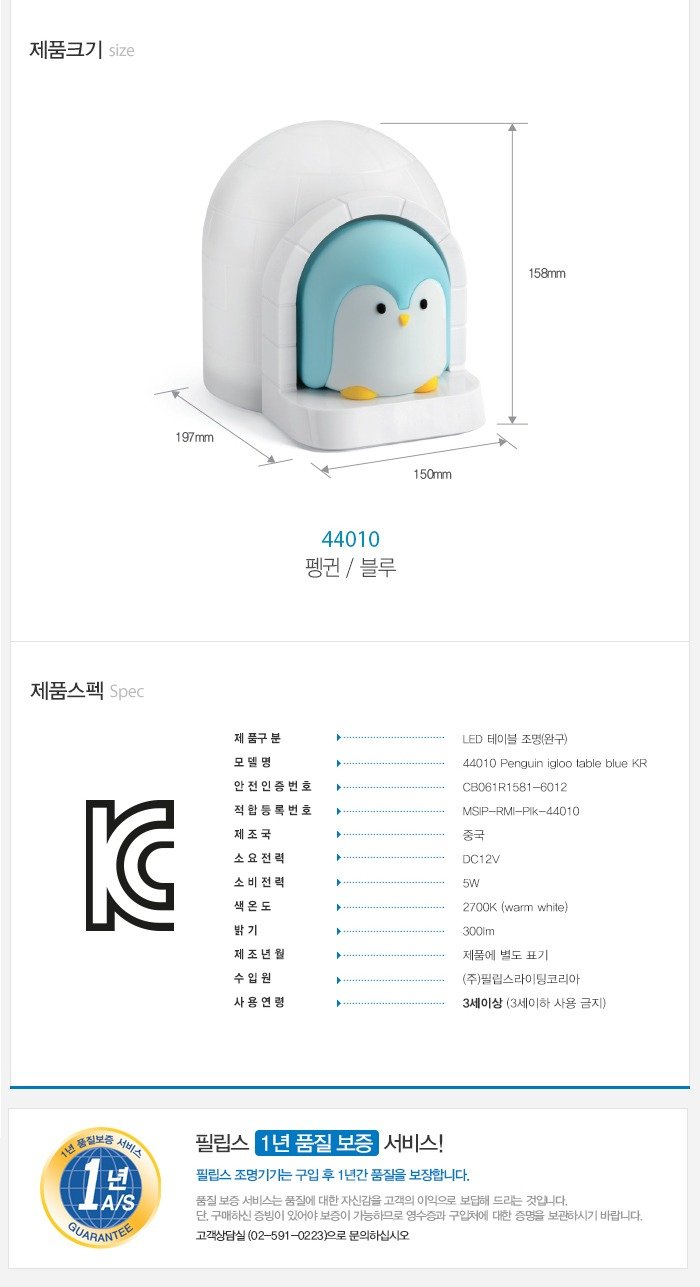 제품크기 size
158mm
197mm
150mm
44010
펭귄 / 블루
제품스펙 Spec
제 품구 분 LED 테이블 조명(완구)
모 델 명 44010 Penguin igloo table blue KR
안 전 인 증 번 호 CB061R1581-6012
적 합 등 록 번 호 MSIP-RMI-Plk-44010
제 조 국 중국
소 요 전 력 DC12V
소 비 전 력 5W
색 온 도 2700K (warm white)
밝 기 300lm
제 조 년 월 제품에 별도 표기
수 입 원 (주)필립스라이팅코리아
사 용 연 령 3세이상 (3세이하 사용 금지)
1년 품질보증 서비스
1년
A/S
GUARANTEE
필립스 1년 품질 보증 서비스!
필립스 조명기기는 구입 후 1년간 품질을 보장합니다.
품질 보증 서비스는 품질에 대한 자신감을 고객의 이익으로 보답해 드리는 것입니다.
단, 구매하신 증빙이 있어야 보증이 가능하므로 영수증과 구입처에 대한 증명을 보관하시기 바랍니다.
고객상담실 (02-591-0223)으로 문의하십시오